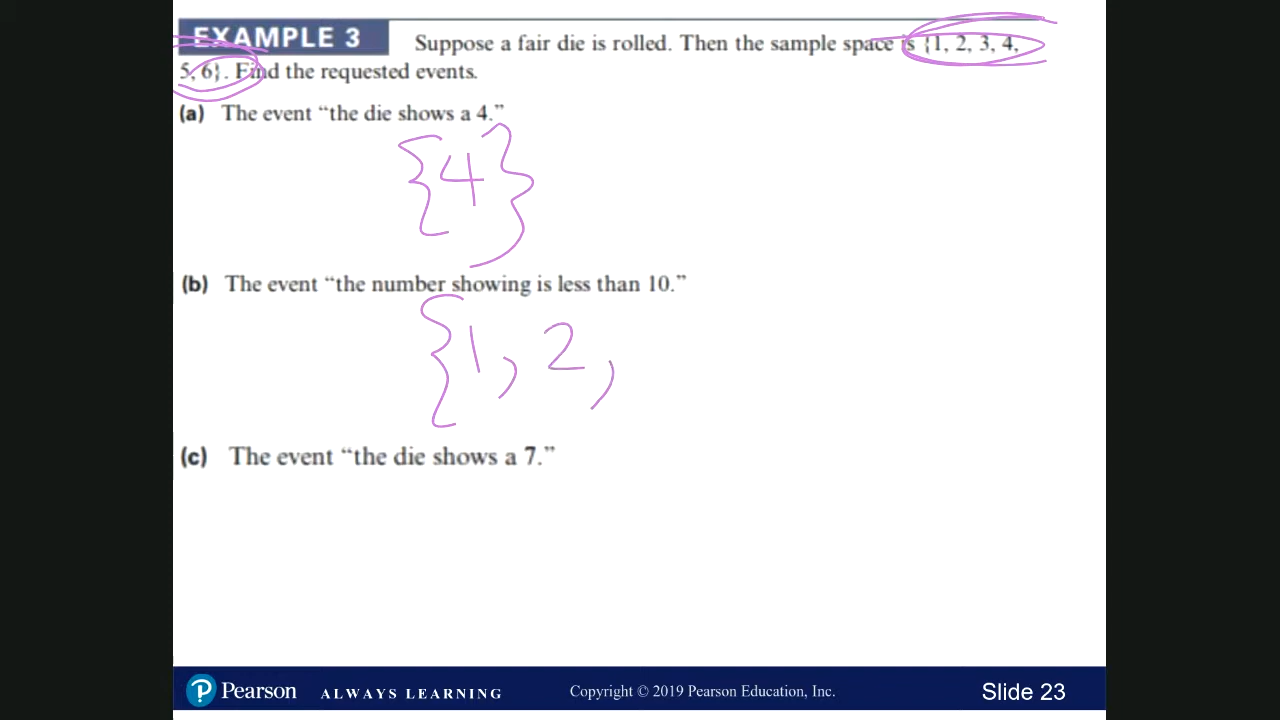 EXAMPLE 3 Suppose a fair die is rolled. Then the sample space is {1, 2, 3, 4,
5, 6}. Find the requested events.
(a) The event “the die shows a 4.”
{4}
(b) The event “the number showing is less than 10.”
{1, 2,
(c) The event “the die shows a 7.”
Pearson ALWAYS LEARNING Copyright © 2019 Pearson Education, Inc. Slide 23